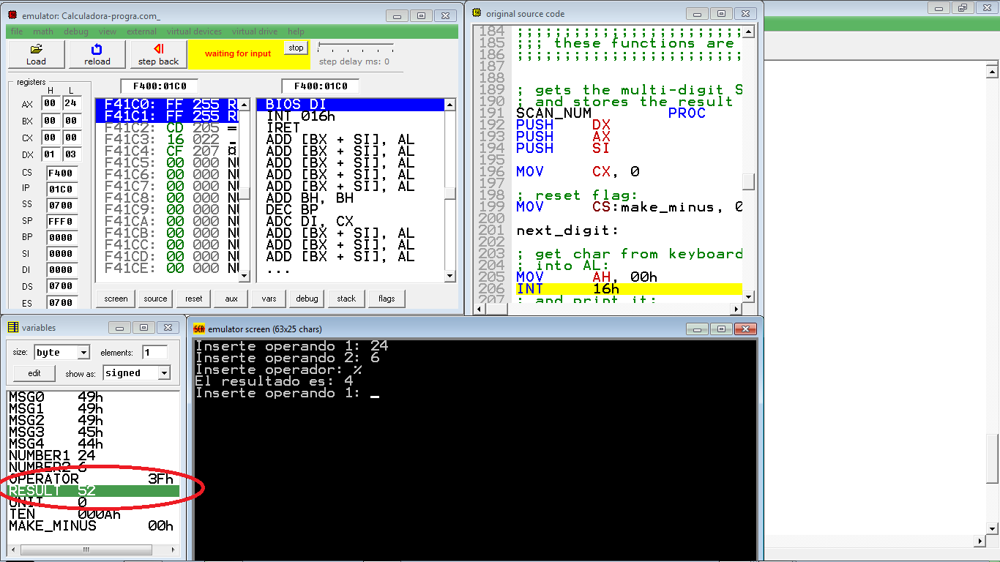 emulator: Calculadora-progra.com_
file math debug view external virtual devices virtual drive help
Load reload step back waiting for input stop step delay ms: 0
registers
H L
AX 00 24
BX 00 00
CX 00 00
DX 01 03
CS F400
IP 01C0
SS 0700
SP FFF0
BP 0000
SI 0000
DI 0000
DS 0700
ES 0700
F400:01C0 F400:01C0
F41C0: FF 255
F41C1: FF 255
F41C2: CD 205 =
F41C3: 16 022
F41C4: CF 207 ¤
F41C5: 00 000
F41C6: 00 000
F41C7: 00 000
F41C8: 00 000
F41C9: 00 000
F41CA: 00 000
F41CB: 00 000
F41CC: 00 000
F41CD: 00 000
F41CE: 00 000
BIOS DI
INT 016h
IRET
ADD [BX + SI], AL
ADD [BX + SI], AL
ADD [BX + SI], AL
ADD [BX + SI], AL
ADD [BX + SI], AL
ADD BH, BH
DEC BP
ADC DI, CX
ADD [BX + SI], AL
ADD [BX + SI], AL
ADD [BX + SI], AL
...
screen source reset aux vars debug stack flags
original source code
184 ;;;;;;;;;;;;;;;;;;;;;;;;
185 ;;; these functions are
186 ;;;;;;;;;;;;;;;;;;;;;;;;
187
188
189 ; gets the multi-digit S
190 ; and stores the result
191 SCAN_NUM PROC
192 PUSH DX
193 PUSH AX
194 PUSH SI
195
196 MOV CX, 0
197
198 ; reset flag:
199 MOV CS:make_minus, 0
200
201 next_digit:
202
203 ; get char from keyboard
204 ; into AL:
205 MOV AH, 00h
206 INT 16h
207 ; and print it:
variables
size: byte elements: 1
edit show as: signed
MSG0 49h
MSG1 49h
MSG2 49h
MSG3 45h
MSG4 44h
NUMBER1 24
NUMBER2 6
OPERATOR 3Fh
RESULT 52
UNIT 0
TEN 000Ah
MAKE_MINUS 00h
SCR emulator screen (63x25 chars)
Inserte operando 1: 24
Inserte operando 2: 6
Inserte operador: %
El resultado es: 4
Inserte operando 1: _